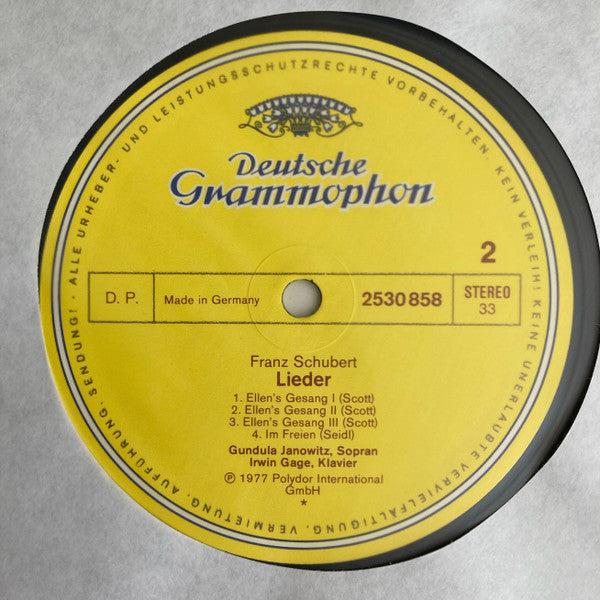 ALLE URHEBER- UND LEISTUNGSSCHUTZRECHTE VORBEHALTEN. KEIN VERLEIH! KEINE UNERLAUBTE VERVIELFÄLTIGUNG, VERMIETUNG, AUFFÜHRUNG, SENDUNG! ·
Deutsche
Grammophon
2
D. P.
Made in Germany
2530 858
STEREO
33
Franz Schubert
Lieder
1. Ellen's Gesang I (Scott)
2. Ellen's Gesang II (Scott)
3. Ellen's Gesang III (Scott)
4. Im Freien (Seidl)
Gundula Janowitz, Sopran
Irwin Gage, Klavier
Ⓟ 1977 Polydor International
GmbH
*